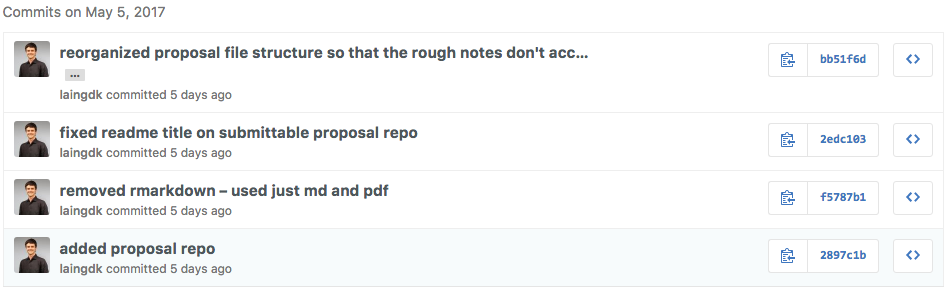 Commits on May 5, 2017
reorganized proposal file structure so that the rough notes don't acc...
...
bb51f6d
laingdk committed 5 days ago
fixed readme title on submittable proposal repo
2edc103
laingdk committed 5 days ago
removed rmarkdown – used just md and pdf
f5787b1
laingdk committed 5 days ago
added proposal repo
2897c1b
laingdk committed 5 days ago